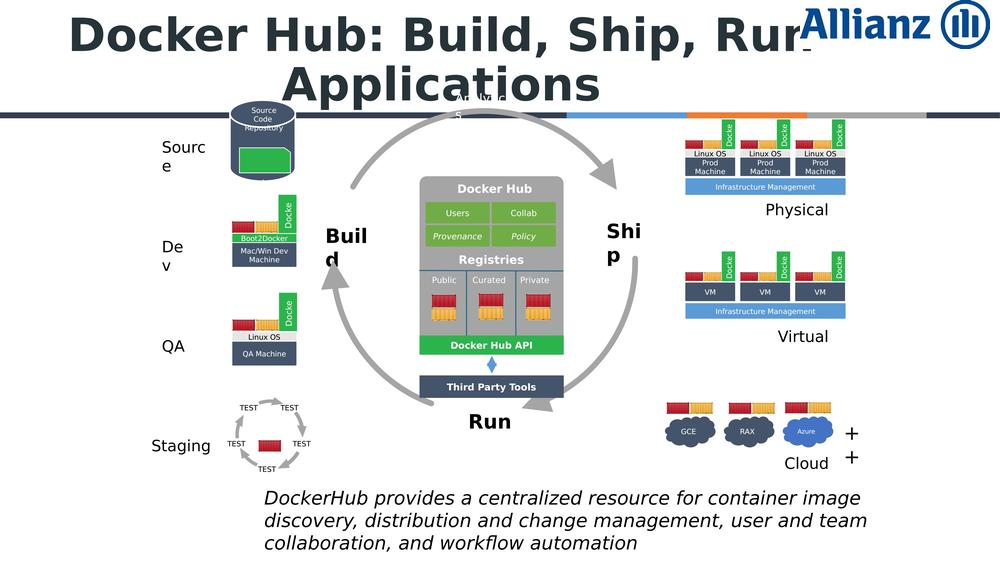 Docker Hub: Build, Ship, Run
Applications
Allianz
Source
Code
Repository
Sourc
e
Docke
Boot2Docker
Mac/Win Dev
Machine
De
v
Docke
Linux OS
QA Machine
QA
TEST
TEST
TEST
TEST
TEST
Staging
Analytic
s
Buil
d
Shi
p
Run
Docker Hub
Users
Collab
Provenance
Policy
Registries
Public
Curated
Private
Docker Hub API
Third Party Tools
Docke
Docke
Docke
Linux OS
Linux OS
Linux OS
Prod
Machine
Prod
Machine
Prod
Machine
Infrastructure Management
Physical
Docke
Docke
Docke
VM
VM
VM
Infrastructure Management
Virtual
GCE
RAX
Azure
+
+
Cloud
DockerHub provides a centralized resource for container image
discovery, distribution and change management, user and team
collaboration, and workflow automation